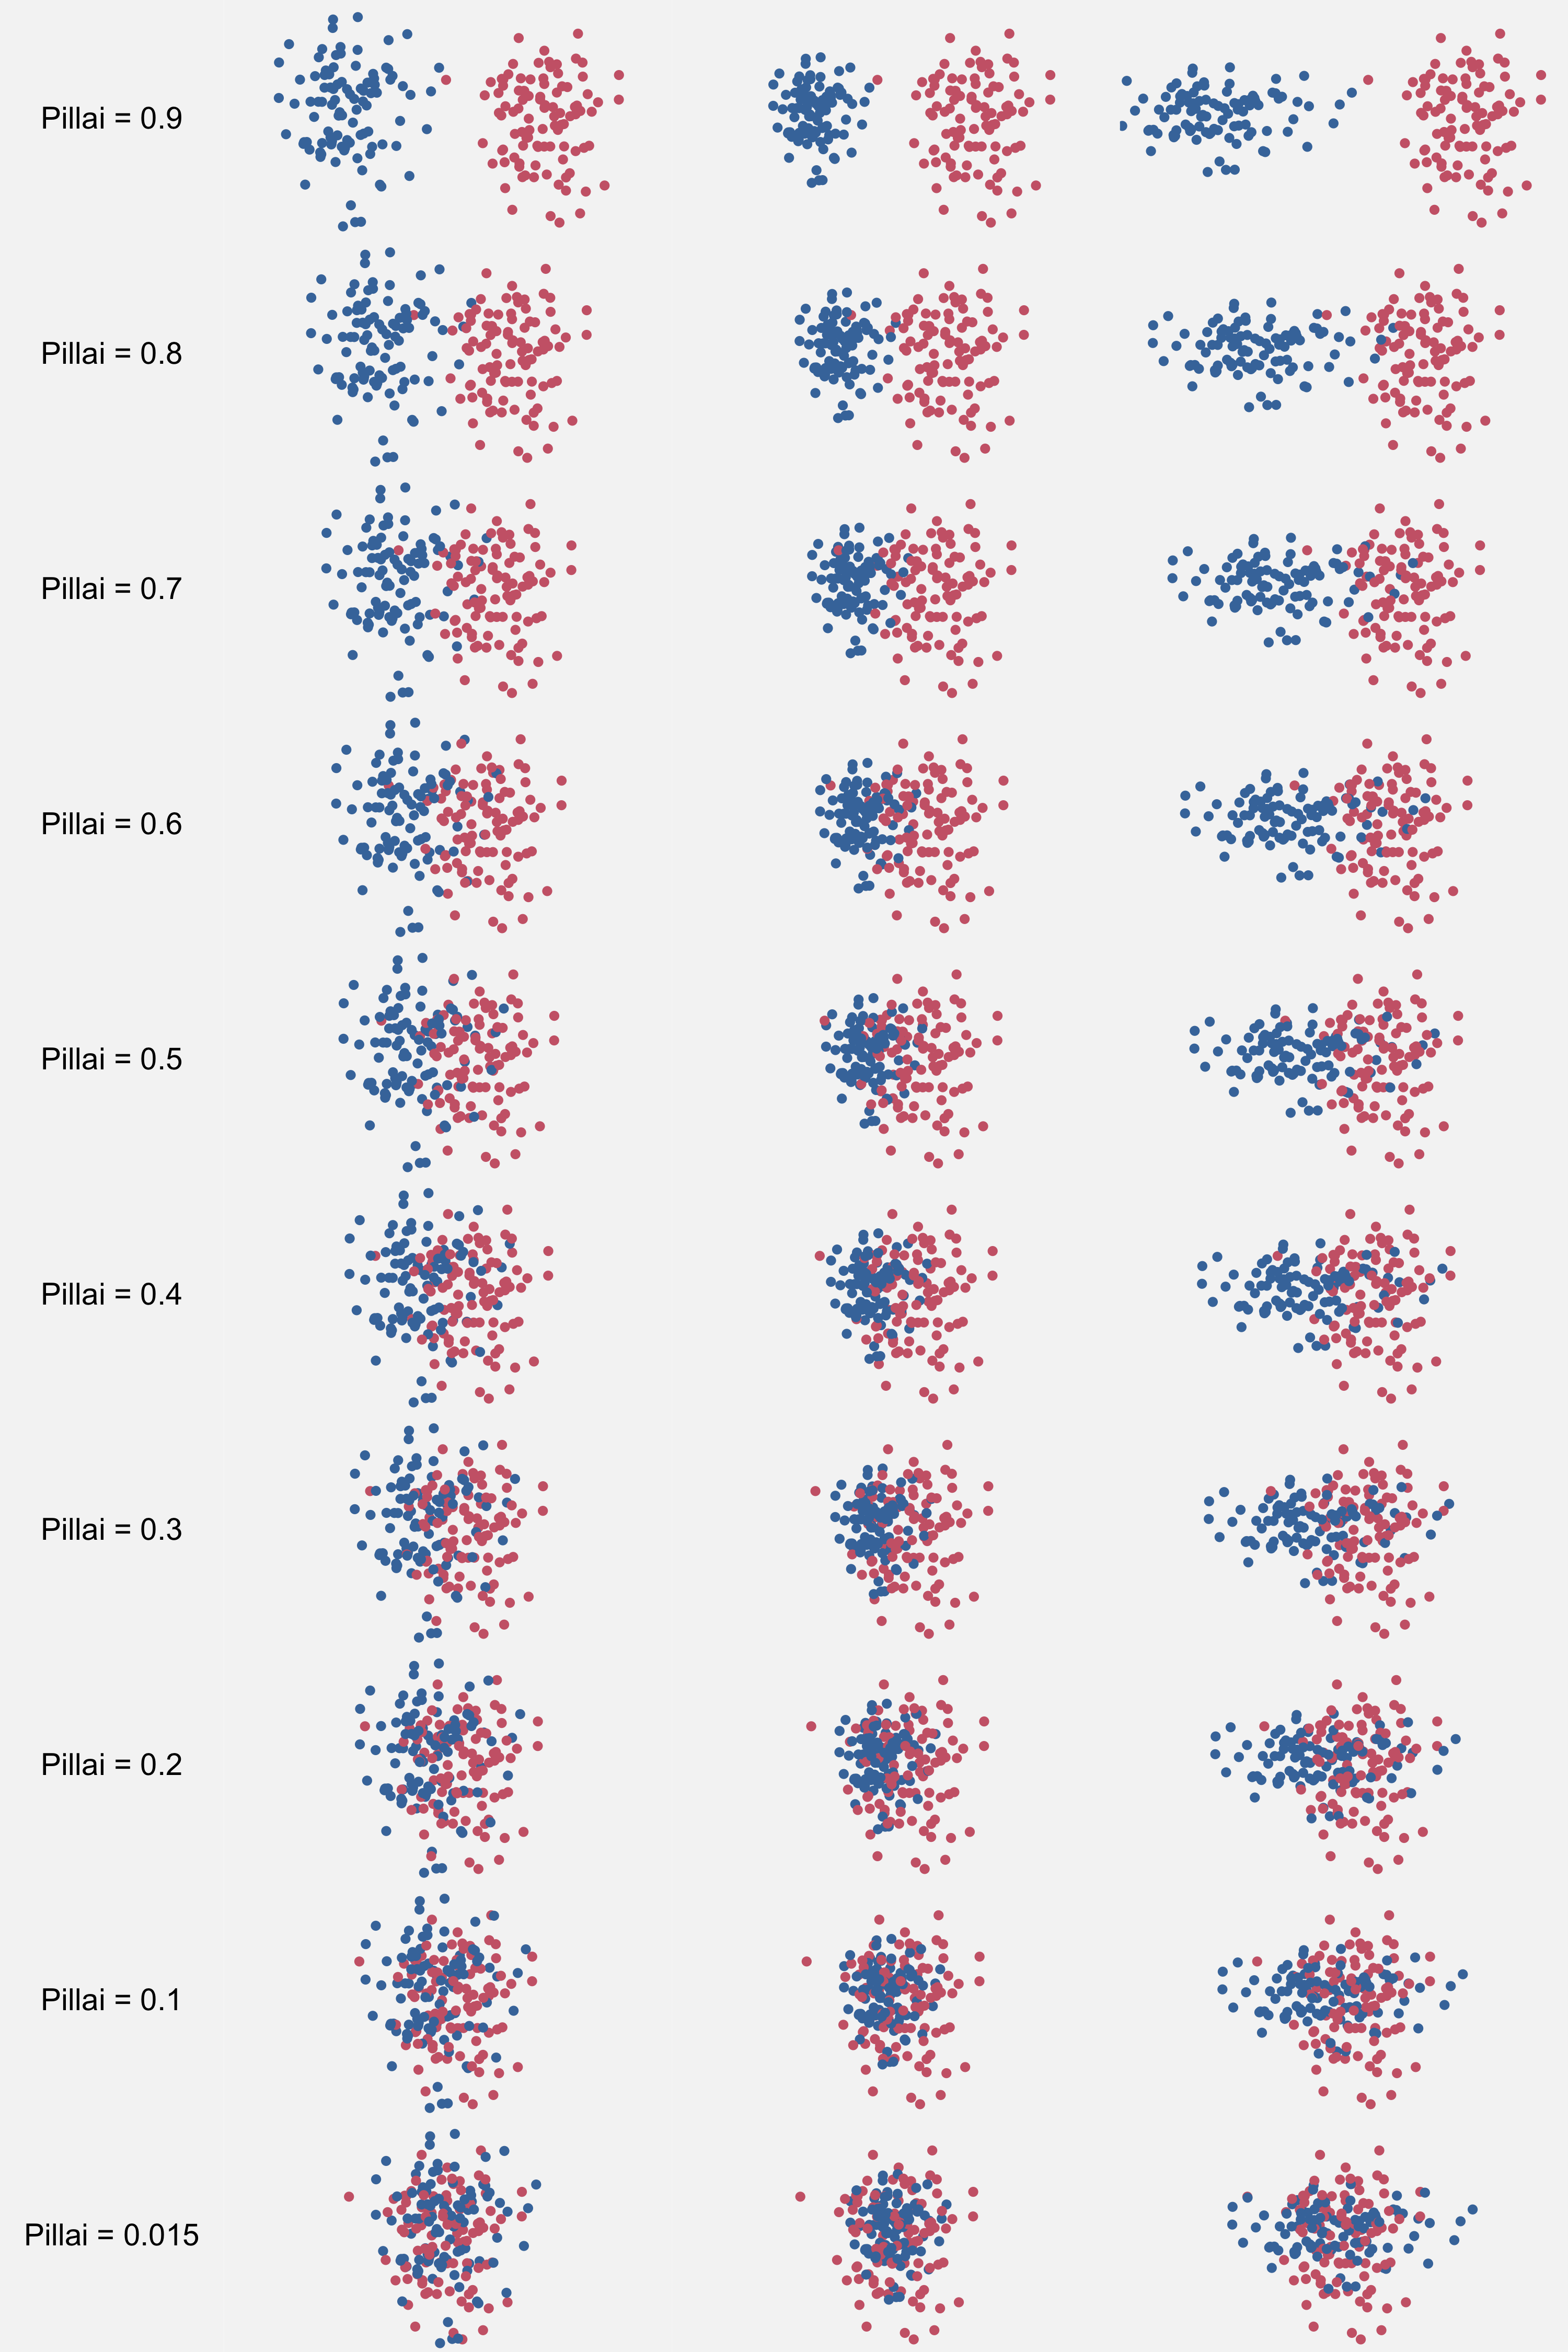 Pillai = 0.9
Pillai = 0.8
Pillai = 0.7
Pillai = 0.6
Pillai = 0.5
Pillai = 0.4
Pillai = 0.3
Pillai = 0.2
Pillai = 0.1
Pillai = 0.015